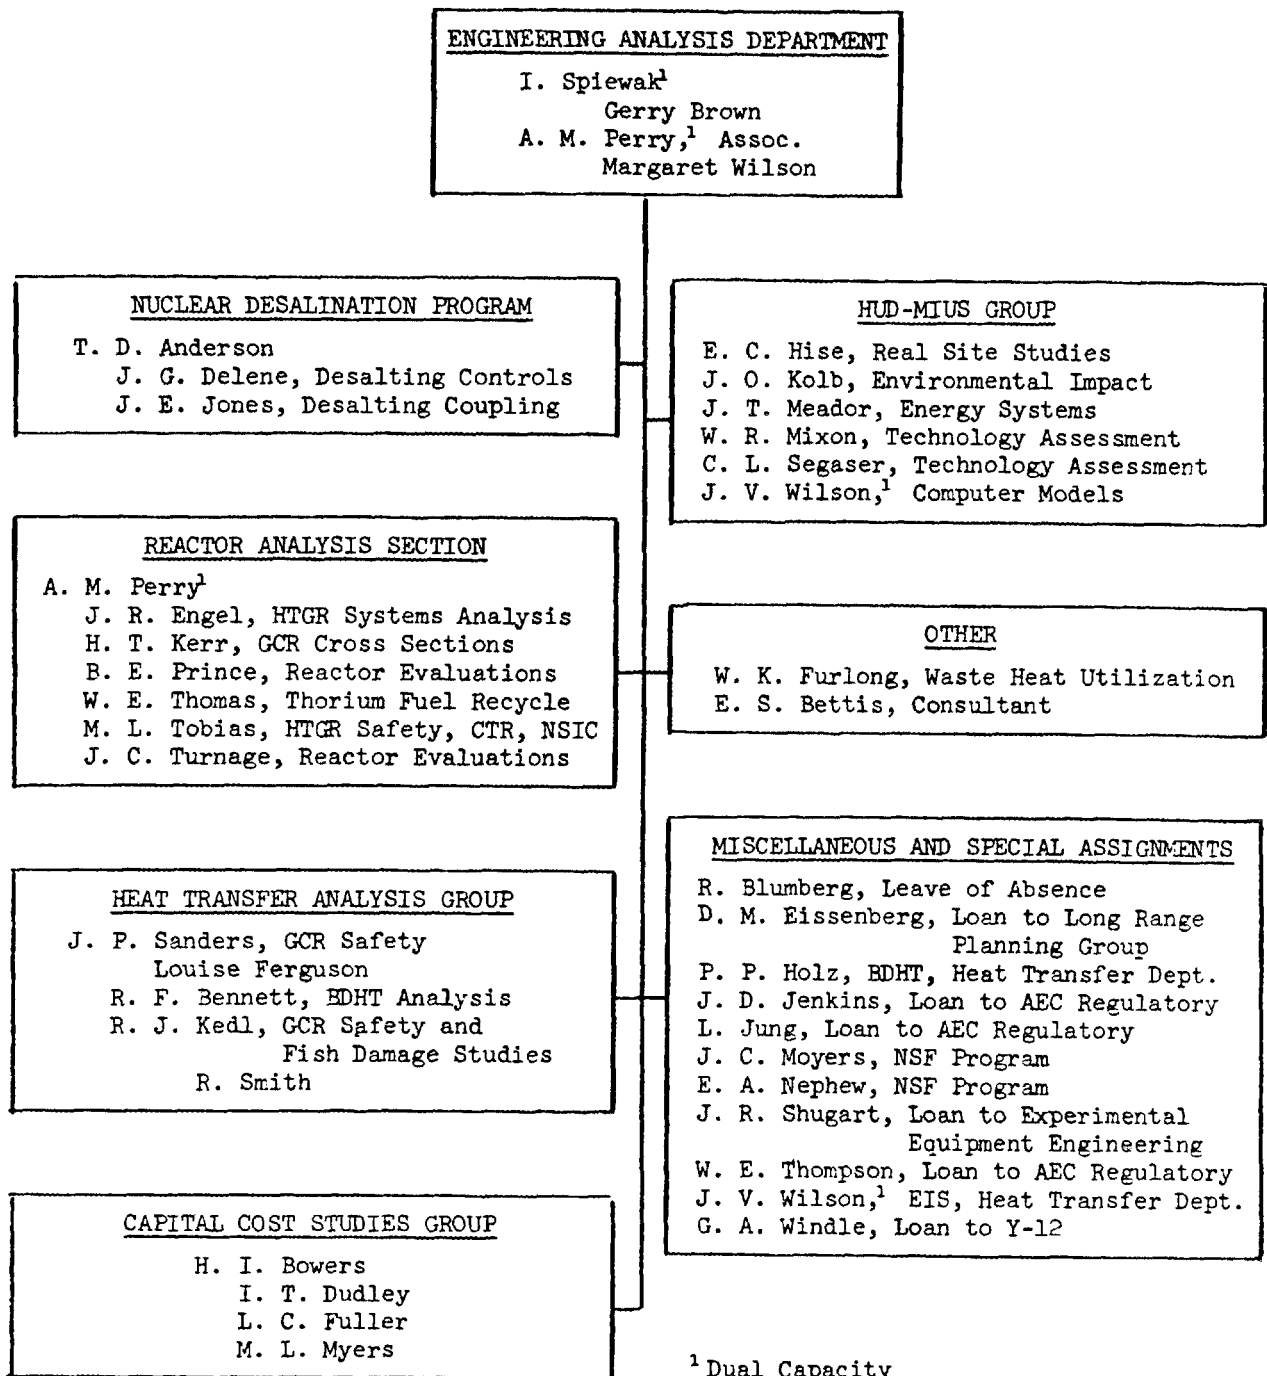 ENGINEERING ANALYSIS DEPARTMENT
I. Spiewak¹
Gerry Brown
A. M. Perry,¹ Assoc.
Margaret Wilson
NUCLEAR DESALINATION PROGRAM
T. D. Anderson
J. G. Delene, Desalting Controls
J. E. Jones, Desalting Coupling
HUD-MIUS GROUP
E. C. Hise, Real Site Studies
J. O. Kolb, Environmental Impact
J. T. Meador, Energy Systems
W. R. Mixon, Technology Assessment
C. L. Segaser, Technology Assessment
J. V. Wilson,¹ Computer Models
REACTOR ANALYSIS SECTION
A. M. Perry¹
J. R. Engel, HTGR Systems Analysis
H. T. Kerr, GCR Cross Sections
B. E. Prince, Reactor Evaluations
W. E. Thomas, Thorium Fuel Recycle
M. L. Tobias, HTGR Safety, CTR, NSIC
J. C. Turnage, Reactor Evaluations
OTHER
W. K. Furlong, Waste Heat Utilization
E. S. Bettis, Consultant
HEAT TRANSFER ANALYSIS GROUP
J. P. Sanders, GCR Safety
Louise Ferguson
R. F. Bennett, BDHT Analysis
R. J. Kedl, GCR Safety and
Fish Damage Studies
R. Smith
MISCELLANEOUS AND SPECIAL ASSIGNMENTS
R. Blumberg, Leave of Absence
D. M. Eissenberg, Loan to Long Range
Planning Group
P. P. Holz, BDHT, Heat Transfer Dept.
J. D. Jenkins, Loan to AEC Regulatory
L. Jung, Loan to AEC Regulatory
J. C. Moyers, NSF Program
E. A. Nephew, NSF Program
J. R. Shugart, Loan to Experimental
Equipment Engineering
W. E. Thompson, Loan to AEC Regulatory
J. V. Wilson,¹ EIS, Heat Transfer Dept.
G. A. Windle, Loan to Y-12
CAPITAL COST STUDIES GROUP
H. I. Bowers
I. T. Dudley
L. C. Fuller
M. L. Myers
¹ Dual Capacity